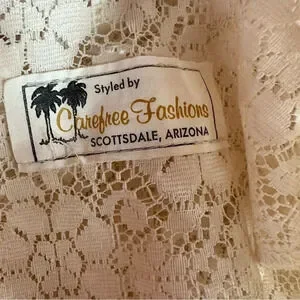 Styled by
Carefree Fashions
SCOTTSDALE, ARIZONA